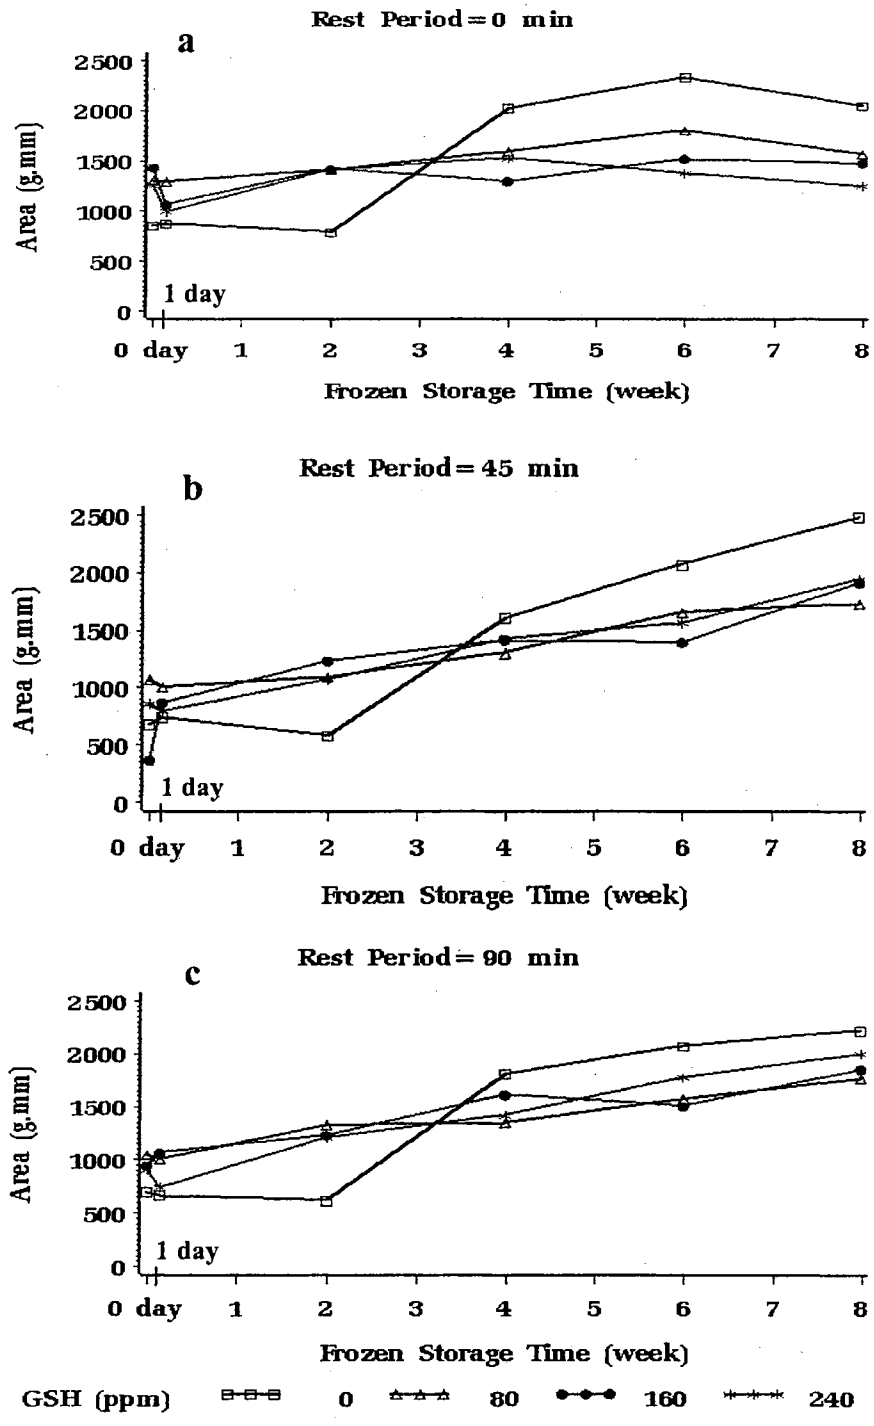 Rest Period=0 min
a
2500
2000
1500
1000
500
0
Area (g.mm)
1 day
0 day 1 2 3 4 5 6 7 8
Frozen Storage Time (week)
Rest Period=45 min
b
2500
2000
1500
1000
500
0
Area (g.mm)
1 day
0 day 1 2 3 4 5 6 7 8
Frozen Storage Time (week)
Rest Period=90 min
c
2500
2000
1500
1000
500
0
Area (g.mm)
1 day
0 day 1 2 3 4 5 6 7 8
Frozen Storage Time (week)
GSH (ppm) 0 80 160 240